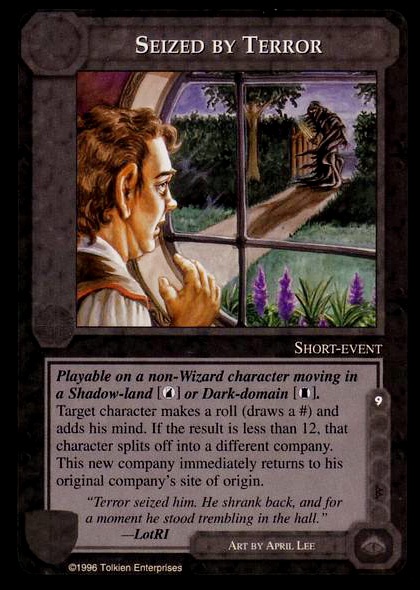 SEIZED BY TERROR
SHORT-EVENT
Playable on a non-Wizard character moving in
a Shadow-land [] or Dark-domain [].
9
Target character makes a roll (draws a #) and
adds his mind. If the result is less than 12, that
character splits off into a different company.
This new company immediately returns to his
original company's site of origin.
“Terror seized him. He shrank back, and for
a moment he stood trembling in the hall.”
—LotRI
ART BY APRIL LEE
©1996 Tolkien Enterprises